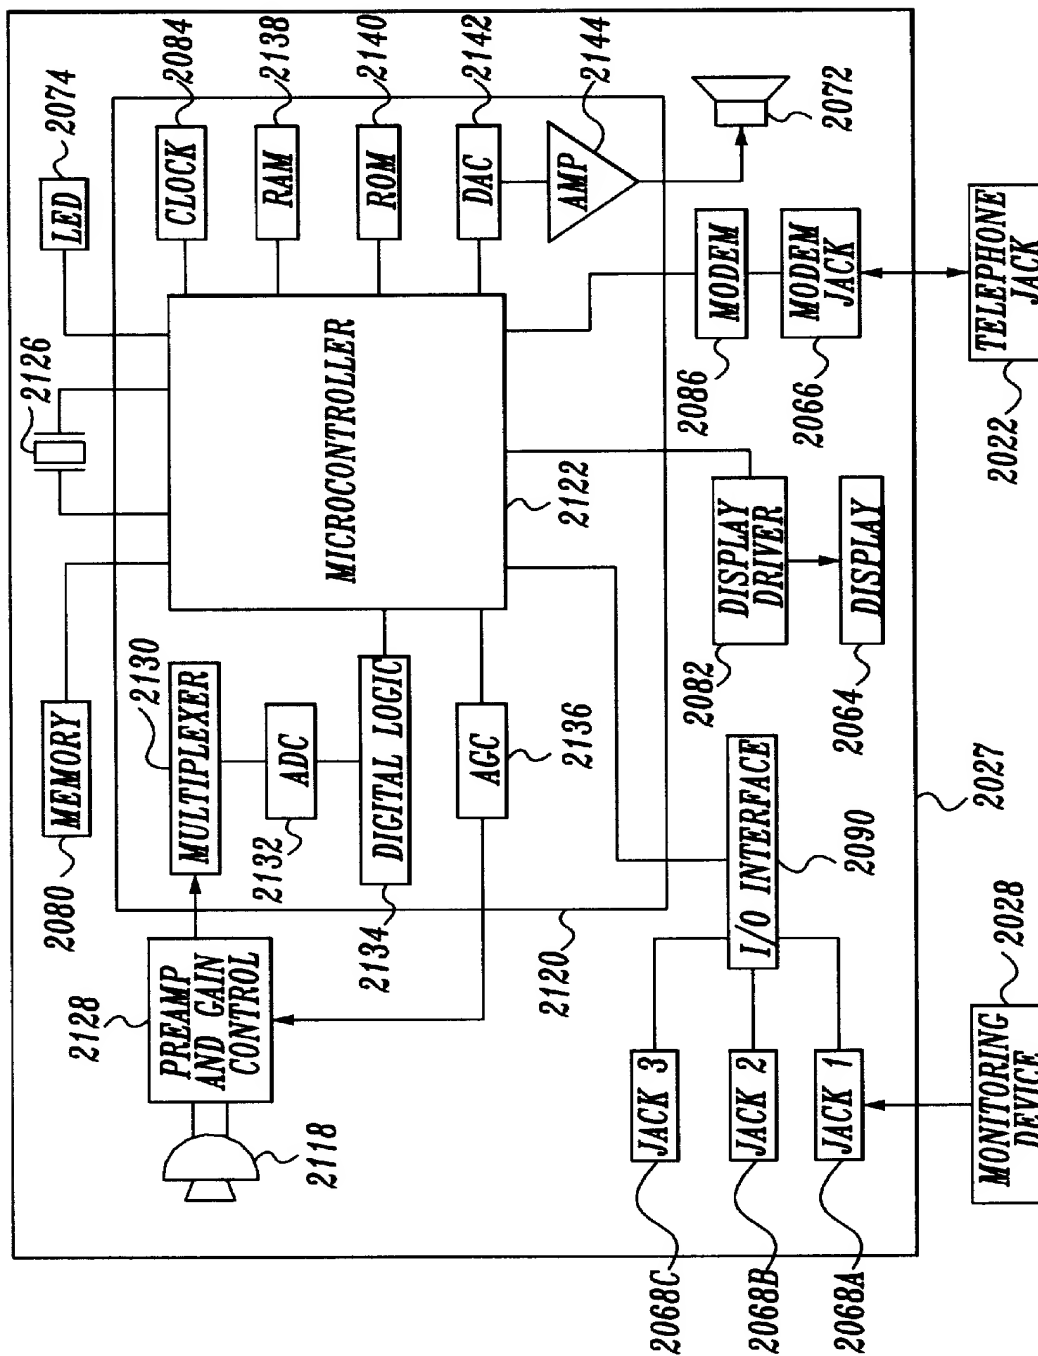 2074
LED
2126
MEMORY
2080
2084
CLOCK
2138
RAM
2140
ROM
2142
DAC
2144
AMP
2072
MICROCONTROLLER
2122
2130
MULTIPLEXER
ADC
2132
DIGITAL LOGIC
2134
AGC
2136
2128
PREAMP
AND GAIN
CONTROL
2118
2120
MODEM
2086
MODEM
JACK
2066
TELEPHONE
JACK
2022
DISPLAY
DRIVER
2082
DISPLAY
2064
I/O INTERFACE
2090
2027
JACK 3
JACK 2
JACK 1
2068C
2068B
2068A
MONITORING
DEVICE
2028